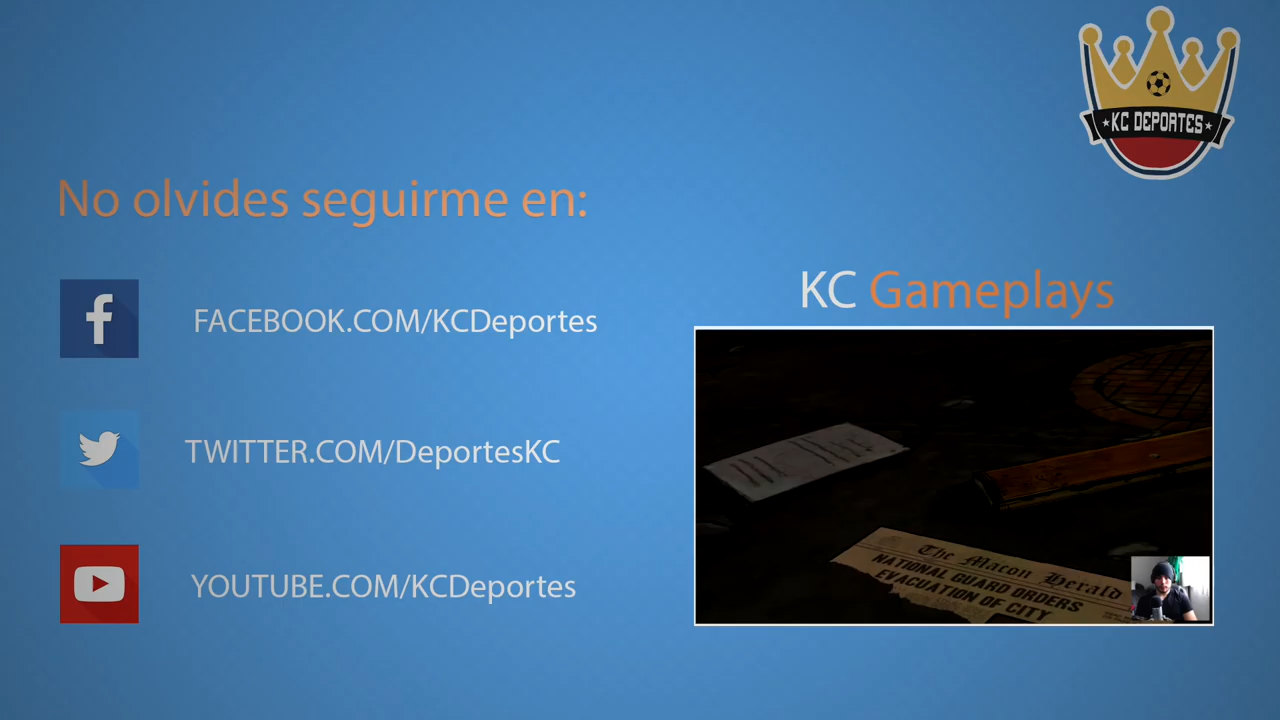 ★KC DEPORTES★
No olvides seguirme en:
KC Gameplays
f
FACEBOOK.COM/KCDeportes
TWITTER.COM/DeportesKC
YOUTUBE.COM/KCDeportes
The Macon Herald
NATIONAL GUARD ORDERS
EVACUATION OF CITY